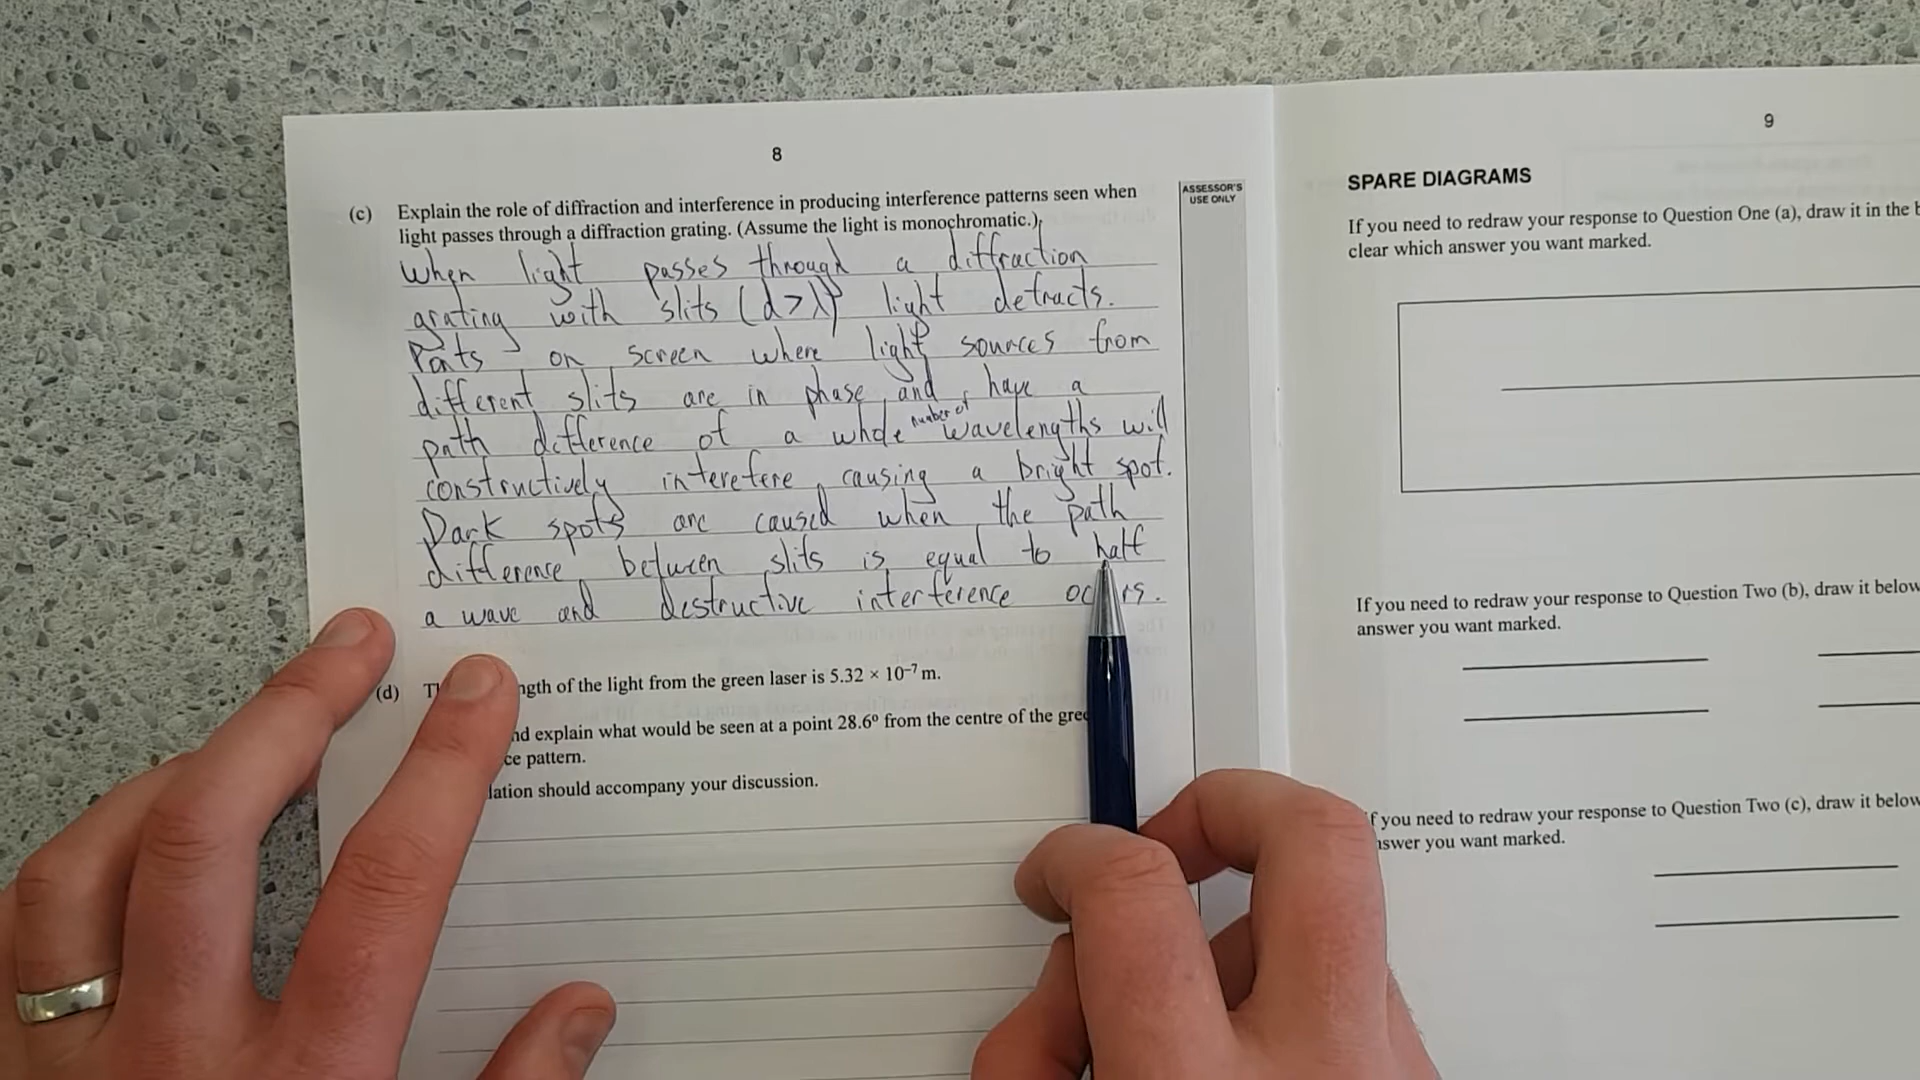 8
(c) Explain the role of diffraction and interference in producing interference patterns seen when
light passes through a diffraction grating. (Assume the light is monochromatic.)
When light passes through a diffraction
grating with slits (d>λ) light detracts.
Points on screen where light sources from
different slits are in phase and have a
path difference of a whole number of wavelengths will
constructively interefere, causing a bright spot.
Dark spots are caused when the path
difference between slits is equal to half
a wave and destructive interference
ASSESSOR'S
USE ONLY
(d)
ngth of the light from the green laser is 5.32 × 10⁻⁷ m.
nd explain what would be seen at a point 28.6º from the centre of the gree
ce pattern.
lation should accompany your discussion.
9
SPARE DIAGRAMS
If you need to redraw your response to Question One (a), draw it in the b
clear which answer you want marked.
If you need to redraw your response to Question Two (b), draw it below
answer you want marked.
f you need to redraw your response to Question Two (c), draw it below
nswer you want marked.